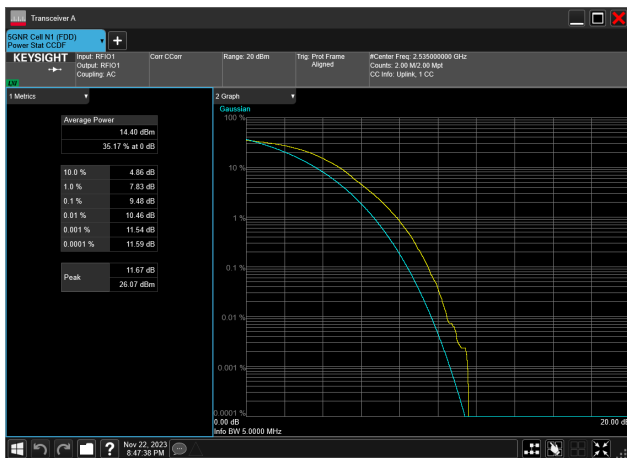 Transceiver A
5GNR Cell N1 (FDD)
Power Stat CCDF
KEYSIGHT
Input: RFIO1
Output: RFIO1
Coupling: AC
Corr CCorr
Range: 20 dBm
Trig: Prot Frame
Aligned
#Center Freq: 2.535000000 GHz
Counts: 2.00 M/2.00 Mpt
CC Info: Uplink, 1 CC
1 Metrics
Average Power
14.40 dBm
35.17 % at 0 dB
10.0 % 4.86 dB
1.0 % 7.83 dB
0.1 % 9.48 dB
0.01 % 10.46 dB
0.001 % 11.54 dB
0.0001 % 11.59 dB
Peak
11.67 dB
26.07 dBm
2 Graph
Gaussian
100 %
10 %
1 %
0.1 %
0.01 %
0.001 %
0.0001 %
0.00 dB
20.00 dB
Info BW 5.0000 MHz
Nov 22, 2023
8:47:38 PM